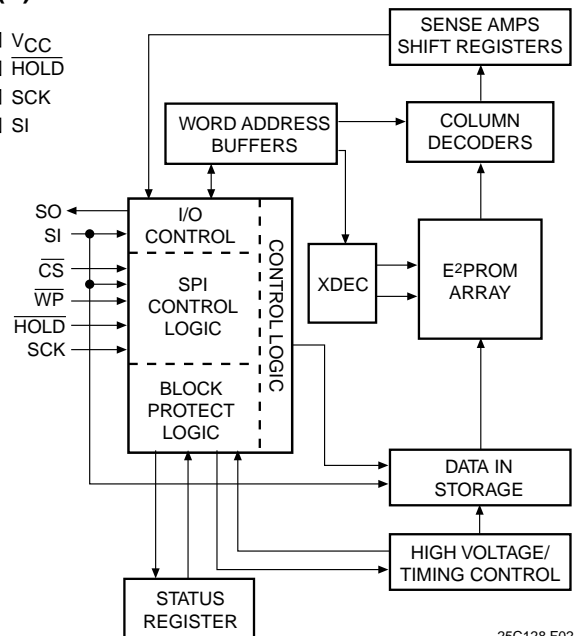 VCC
HOLD
SCK
SI
SENSE AMPS
SHIFT REGISTERS
WORD ADDRESS
BUFFERS
COLUMN
DECODERS
SO
SI
CS
WP
HOLD
SCK
I/O
CONTROL
SPI
CONTROL
LOGIC
BLOCK
PROTECT
LOGIC
CONTROL LOGIC
XDEC
E2PROM
ARRAY
DATA IN
STORAGE
HIGH VOLTAGE/
TIMING CONTROL
STATUS
REGISTER